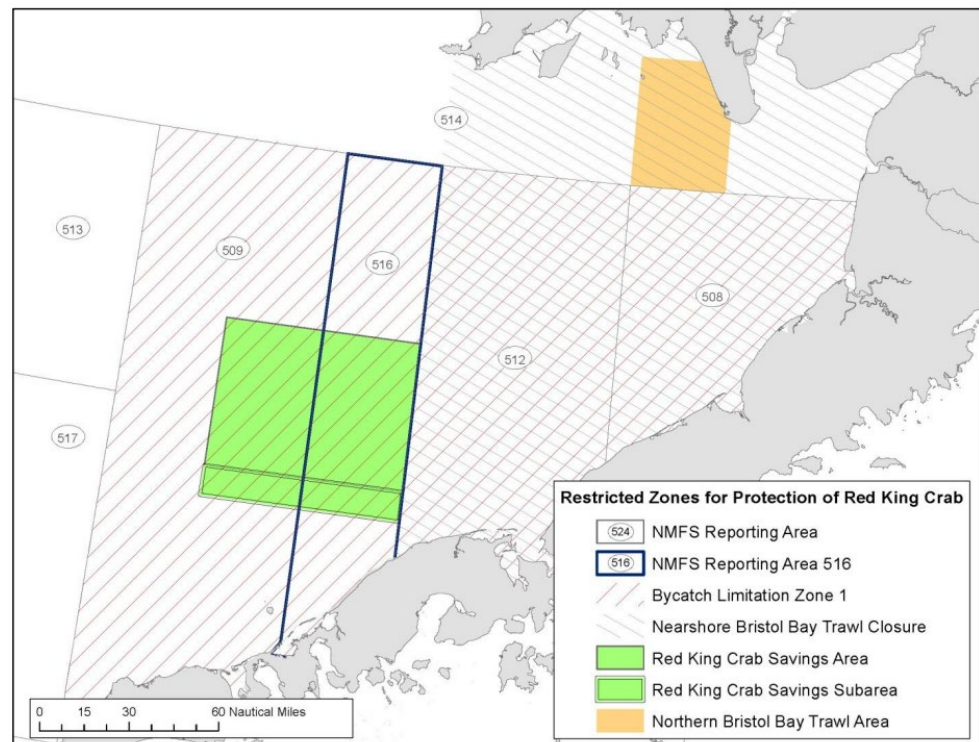 514
513
509
516
508
512
517
Restricted Zones for Protection of Red King Crab
524 NMFS Reporting Area
516 NMFS Reporting Area 516
Bycatch Limitation Zone 1
Nearshore Bristol Bay Trawl Closure
Red King Crab Savings Area
Red King Crab Savings Subarea
Northern Bristol Bay Trawl Area
0 15 30 60 Nautical Miles